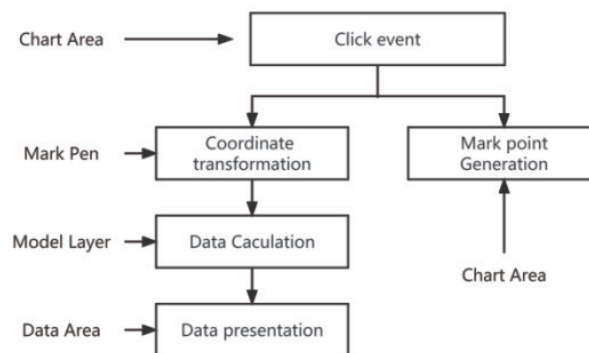 Chart Area
Click event
Mark Pen
Coordinate
transformation
Mark point
Generation
Model Layer
Data Caculation
Chart Area
Data Area
Data presentation